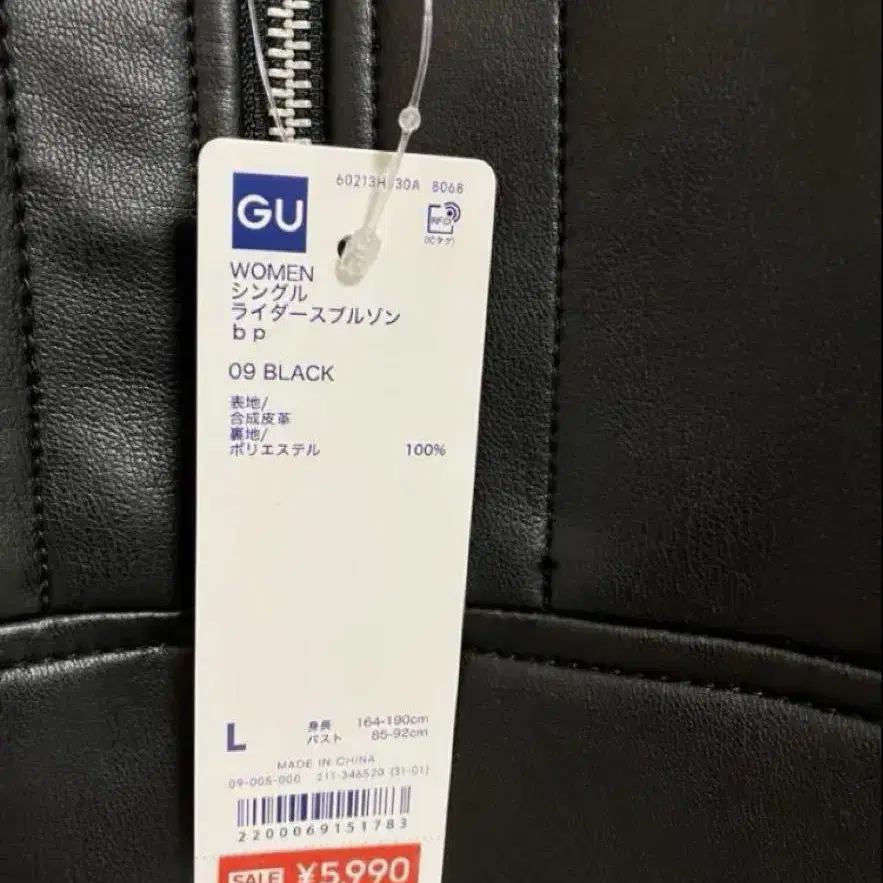 60213H 30A 8068
GU
RFID
(ICタグ)
WOMEN
シングル
ライダースブルゾン
bp
09 BLACK
表地/
合成皮革
裏地/
ポリエステル 100%
L
身長 164-190cm
バスト 85-92cm
MADE IN CHINA
09-005-000 211-346520 (31-01)
2200069151783
SALE ¥5,990